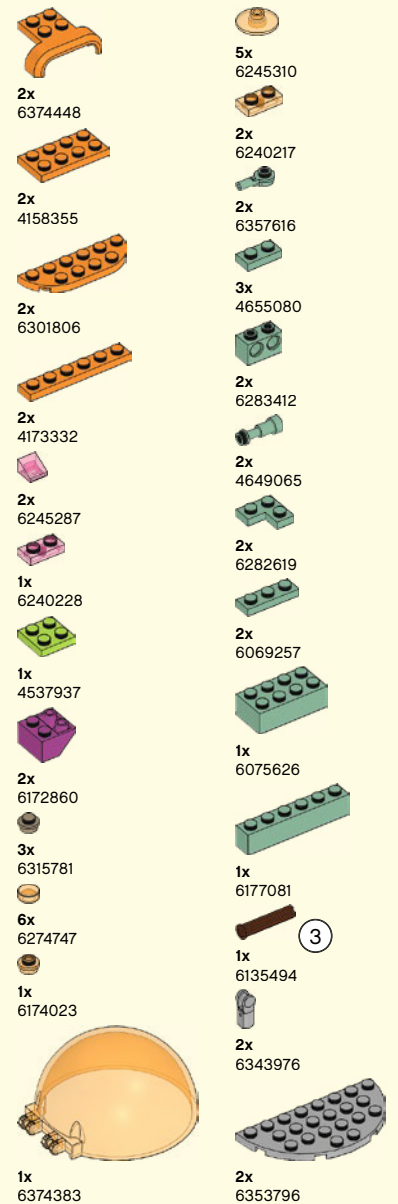 2x
6374448
2x
4158355
2x
6301806
2x
4173332
2x
6245287
1x
6240228
1x
4537937
2x
6172860
3x
6315781
6x
6274747
1x
6174023
1x
6374383
5x
6245310
2x
6240217
2x
6357616
3x
4655080
2x
6283412
2x
4649065
2x
6282619
2x
6069257
1x
6075626
1x
6177081
3
1x
6135494
2x
6343976
2x
6353796